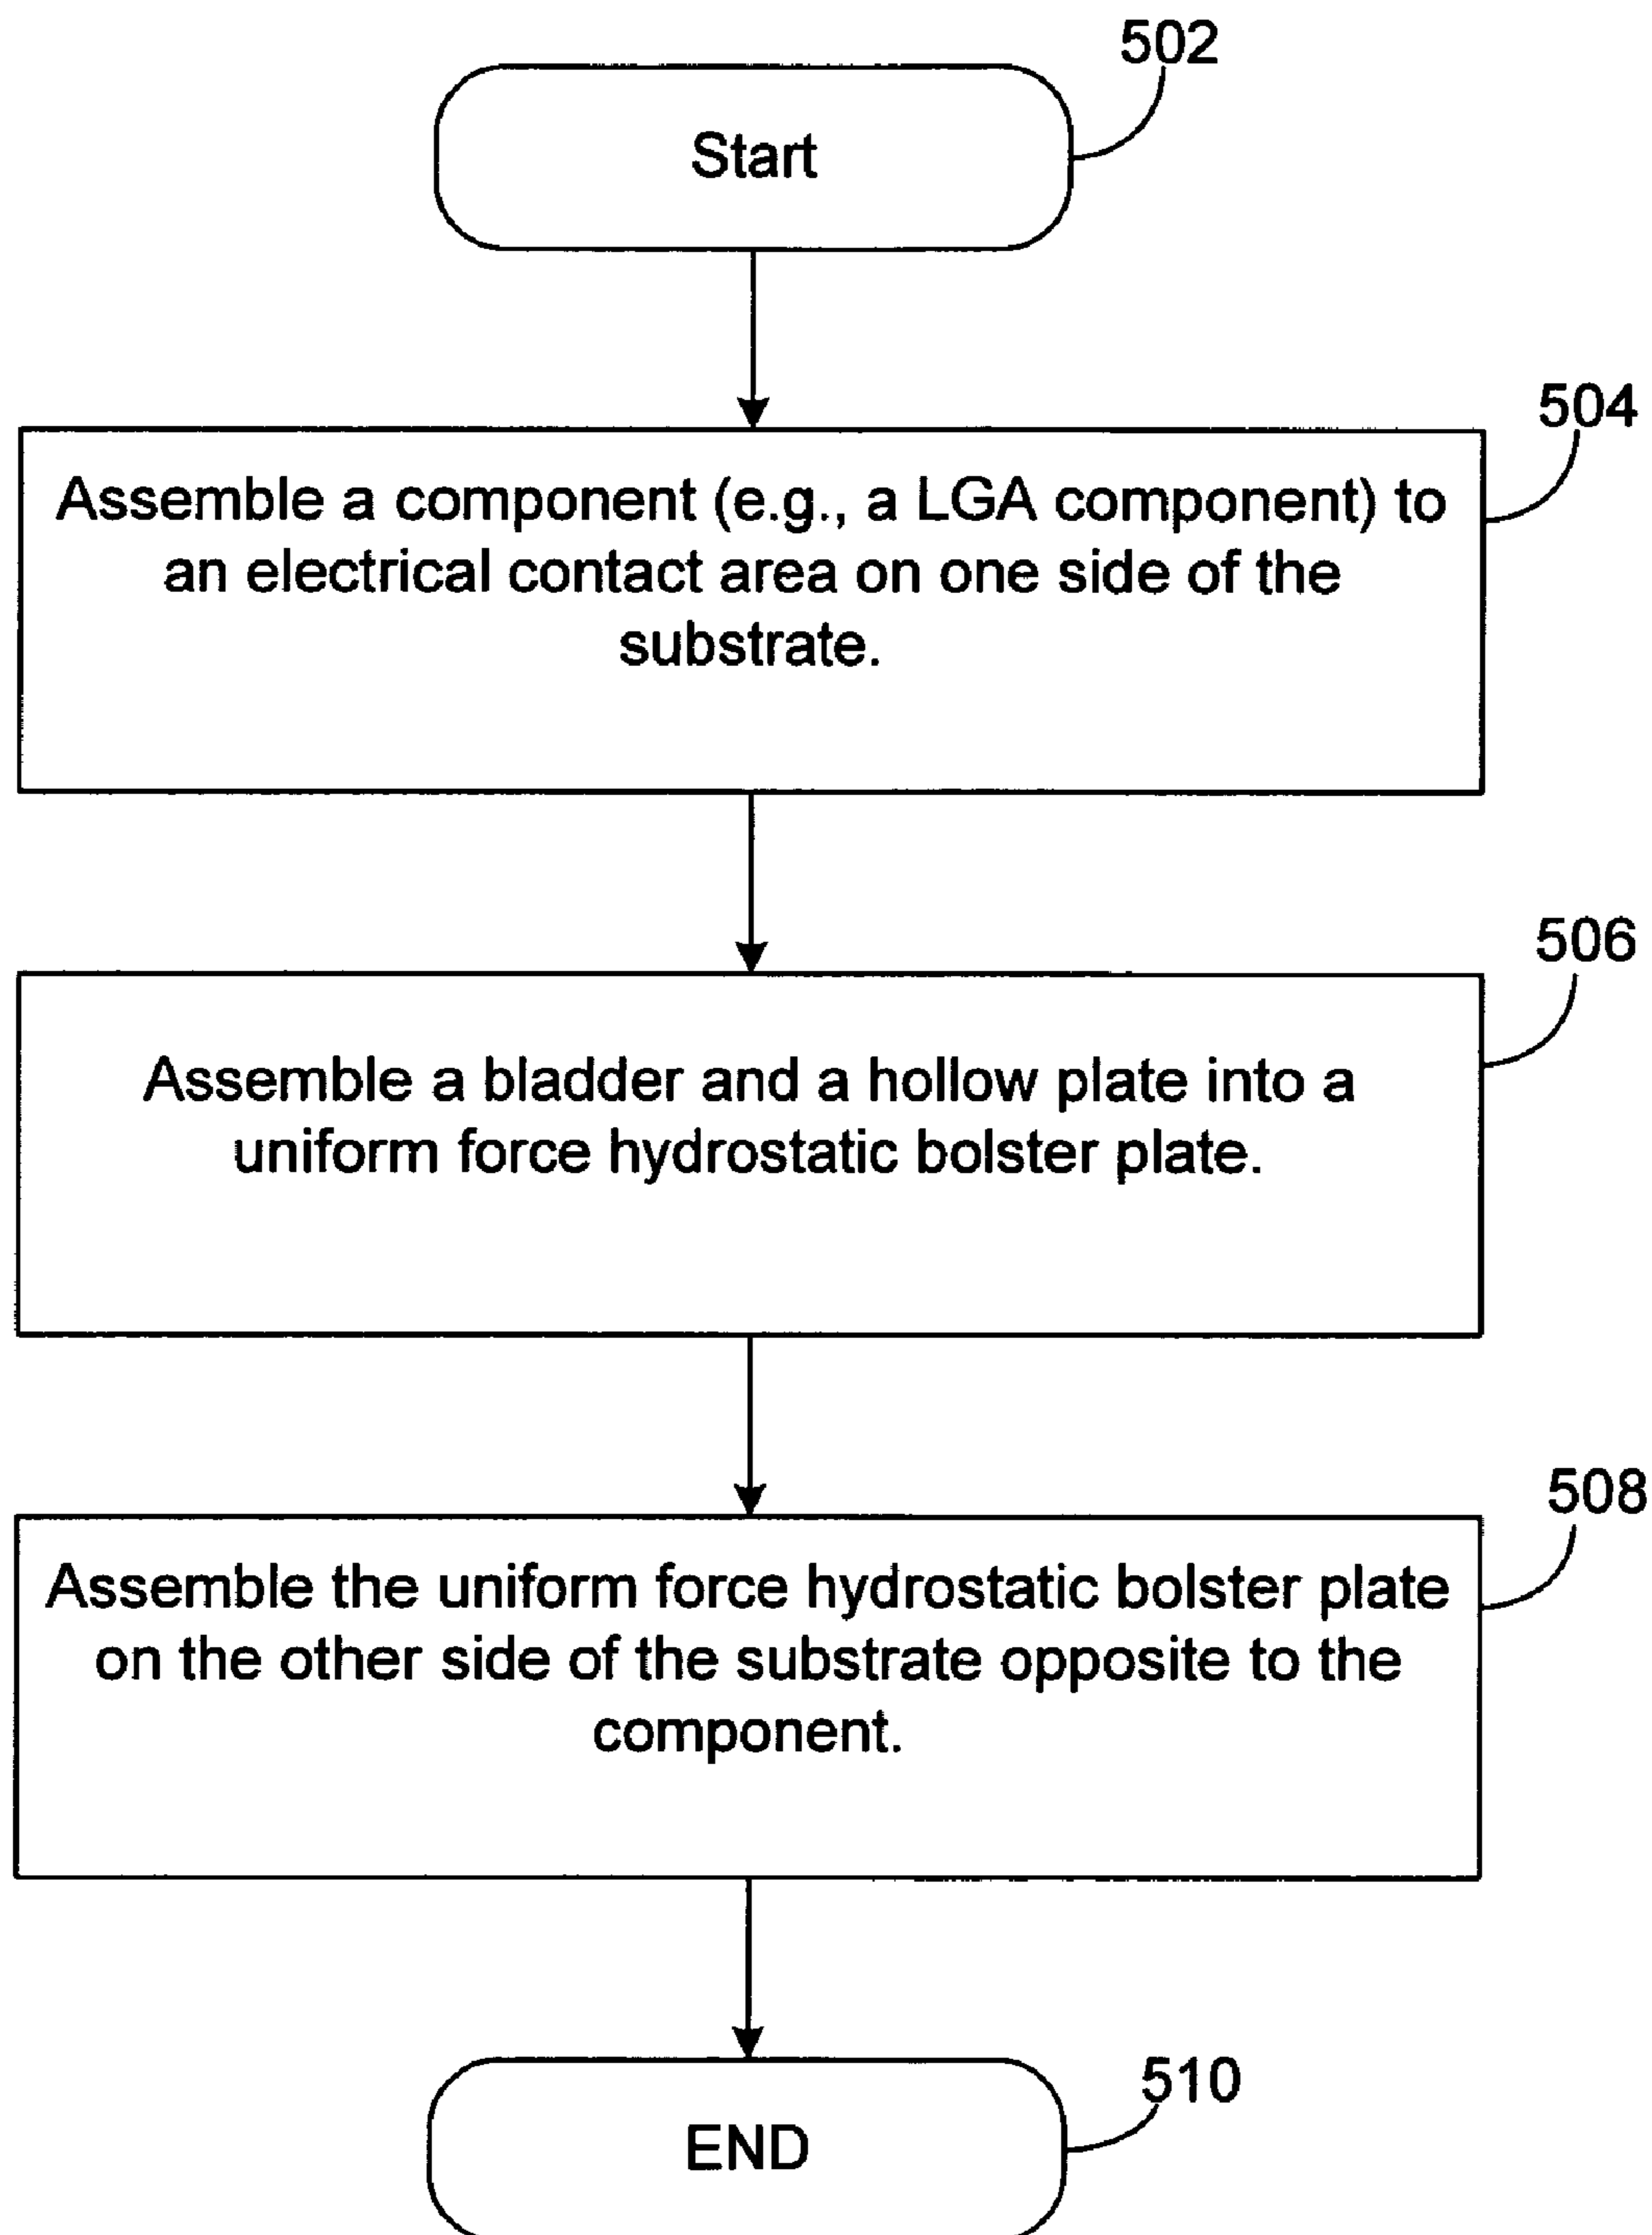 502
Start
504
Assemble a component (e.g., a LGA component) to
an electrical contact area on one side of the
substrate.
506
Assemble a bladder and a hollow plate into a
uniform force hydrostatic bolster plate.
508
Assemble the uniform force hydrostatic bolster plate
on the other side of the substrate opposite to the
component.
510
END